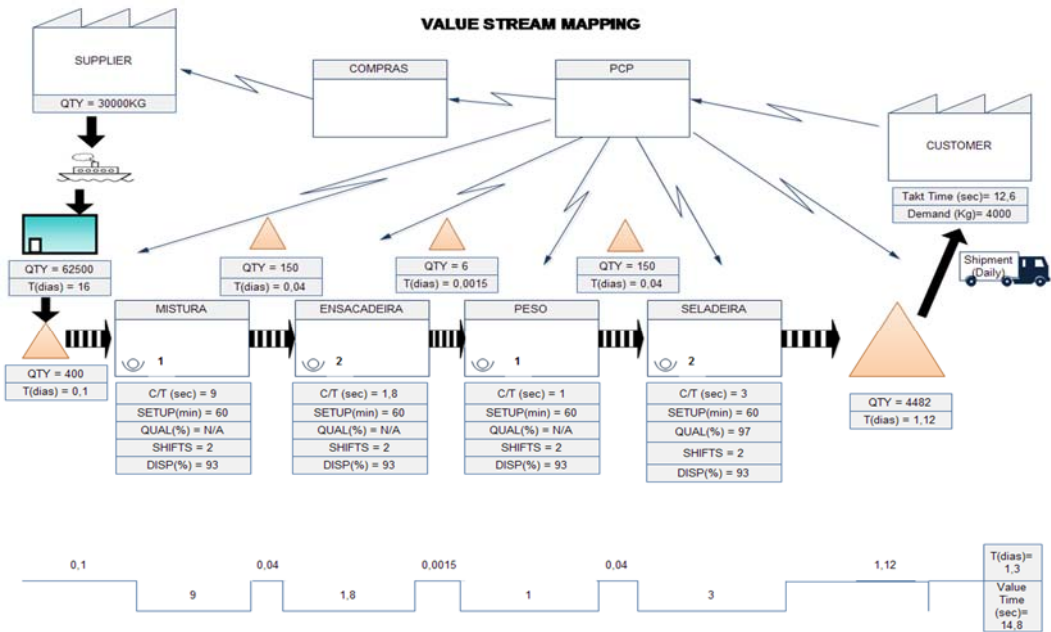 VALUE STREAM MAPPING
SUPPLIER
QTY = 30000KG
COMPRAS
PCP
CUSTOMER
Takt Time (sec)= 12,6
Demand (Kg)= 4000
Shipment
(Daily)
QTY = 62500
T(dias) = 16
QTY = 150
T(dias) = 0,04
QTY = 6
T(dias) = 0,0015
QTY = 150
T(dias) = 0,04
QTY = 400
T(dias) = 0,1
MISTURA
1
C/T (sec) = 9
SETUP(min) = 60
QUAL(%) = N/A
SHIFTS = 2
DISP(%) = 93
ENSACADEIRA
2
C/T (sec) = 1,8
SETUP(min) = 60
QUAL(%) = N/A
SHIFTS = 2
DISP(%) = 93
PESO
1
C/T (sec) = 1
SETUP(min) = 60
QUAL(%) = N/A
SHIFTS = 2
DISP(%) = 93
SELADEIRA
2
C/T (sec) = 3
SETUP(min) = 60
QUAL(%) = 97
SHIFTS = 2
DISP(%) = 93
QTY = 4482
T(dias) = 1,12
0,1
0,04
0,0015
0,04
1,12
9
1,8
1
3
T(dias)=
1,3
Value
Time
(sec)=
14,8